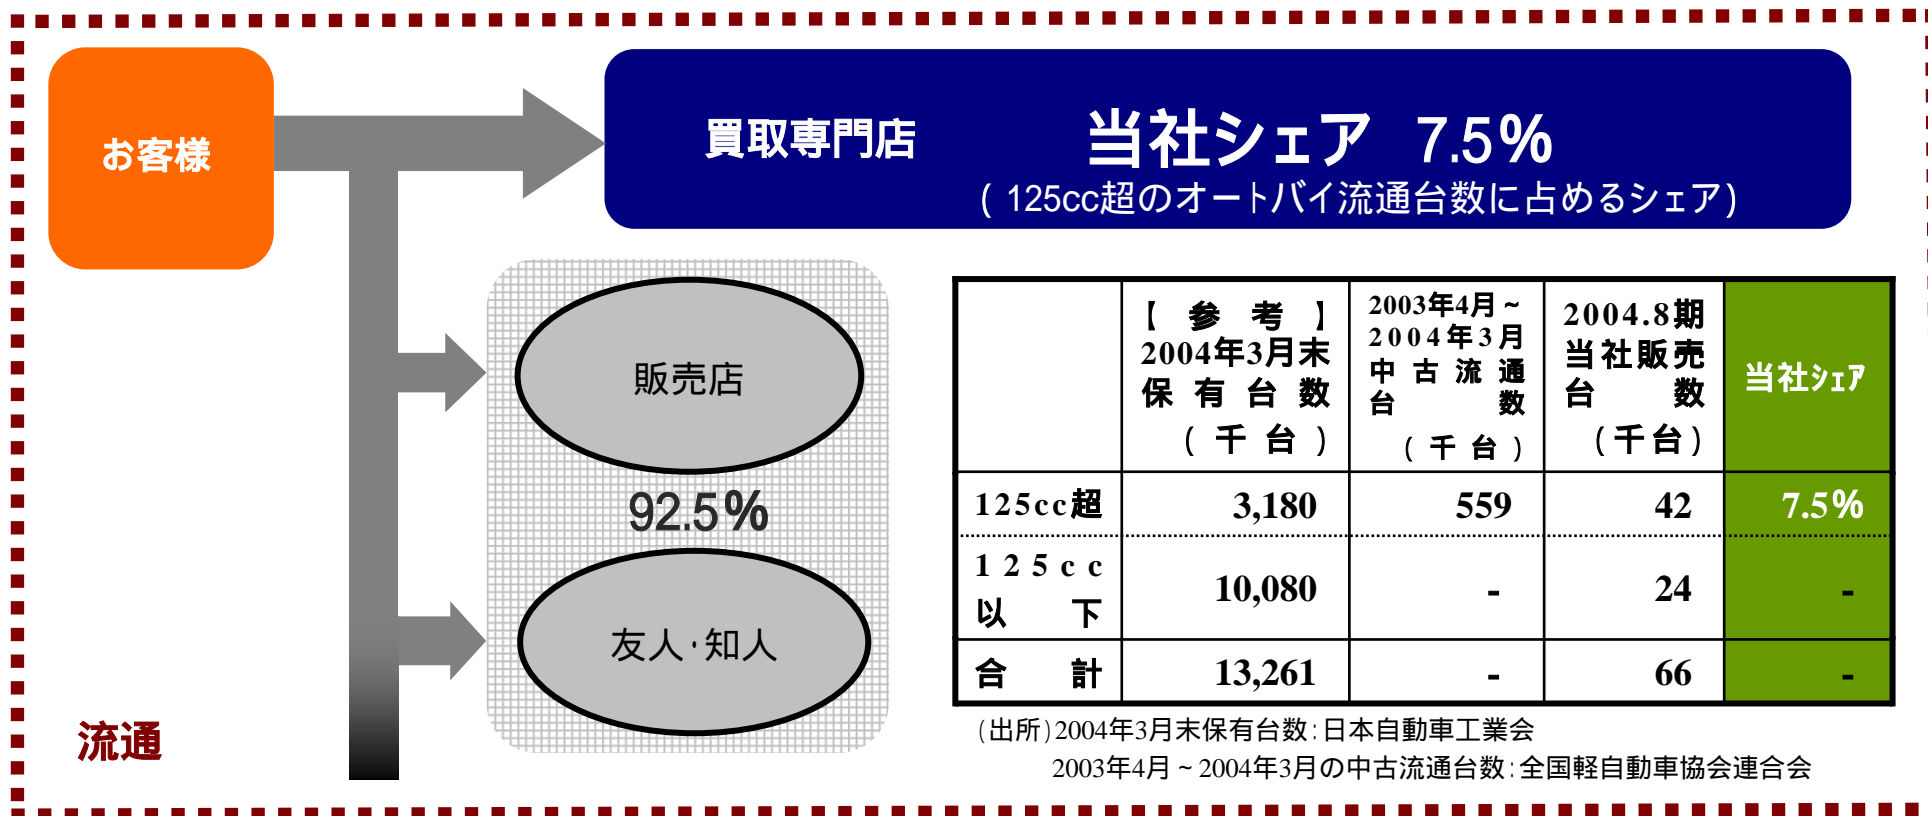 お客様
買取専門店 当社シェア 7.5%
( 125cc超のオートバイ流通台数に占めるシェア)
販売店
92.5%
友人・知人
流通
【 参 考 】
2004年3月末
保 有 台 数
( 千 台 )
2003年4月~
2004年3月
中 古 流 通
台 数
( 千 台 )
2004.8期
当社販売
台 数
(千台)
当社シェア
125cc超 3,180 559 42 7.5%
125cc
以 下
10,080 - 24 -
合 計 13,261 - 66 -
(出所)2004年3月末保有台数:日本自動車工業会
2003年4月~2004年3月の中古流通台数:全国軽自動車協会連合会